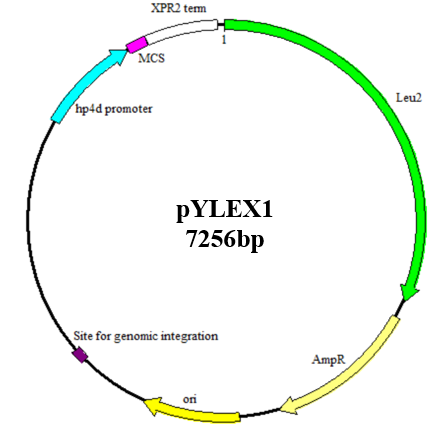 XPR2 term
1
MCS
hp4d promoter
Leu2
pYLEX1
7256bp
Site for genomic integration
AmpR
ori